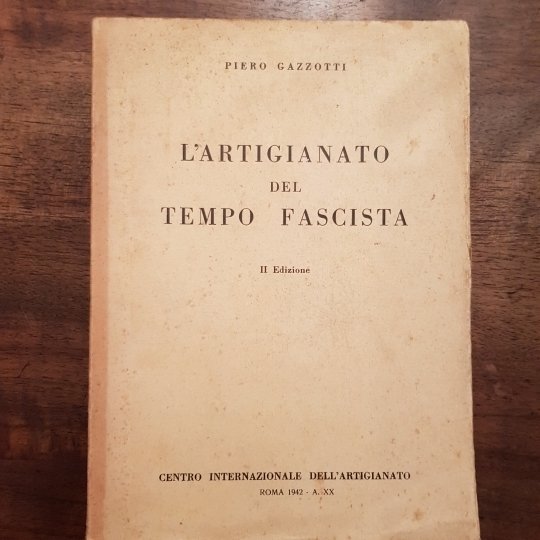 PIERO GAZZOTTI
L'ARTIGIANATO
DEL
TEMPO FASCISTA
II Edizione
CENTRO INTERNAZIONALE DELL'ARTIGIANATO
ROMA 1942 - A. XX